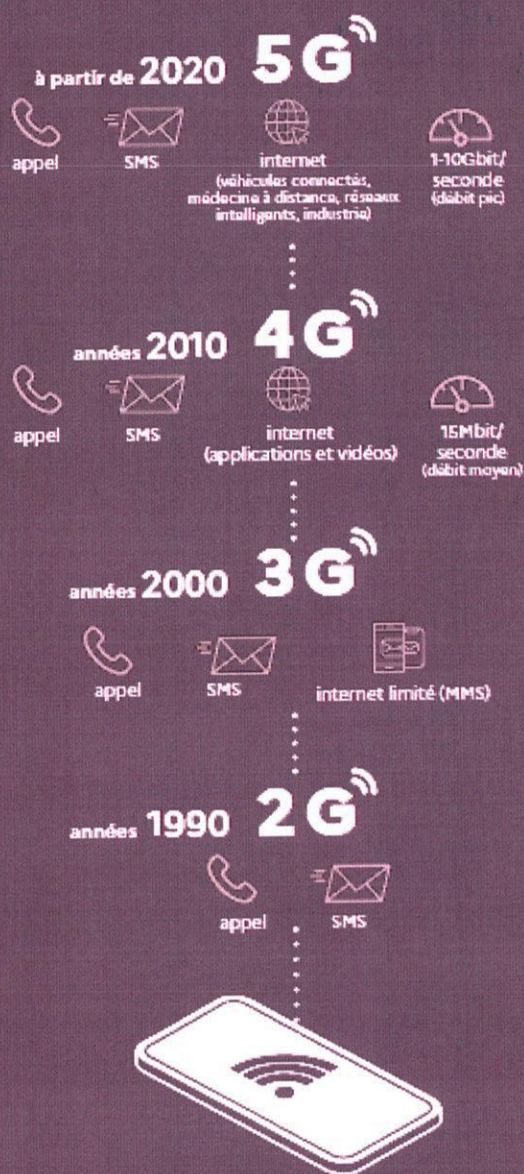 à partir de 2020 5G
appel
SMS
internet
(véhicules connectés,
médecine à distance, réseaux
intelligents, industrie)
1-10Gbit/
seconde
(débit pic)
années 2010 4G
appel
SMS
internet
(applications et vidéos)
15Mbit/
seconde
(débit moyen)
années 2000 3G
appel
SMS
internet limité (MMS)
années 1990 2G
appel
SMS